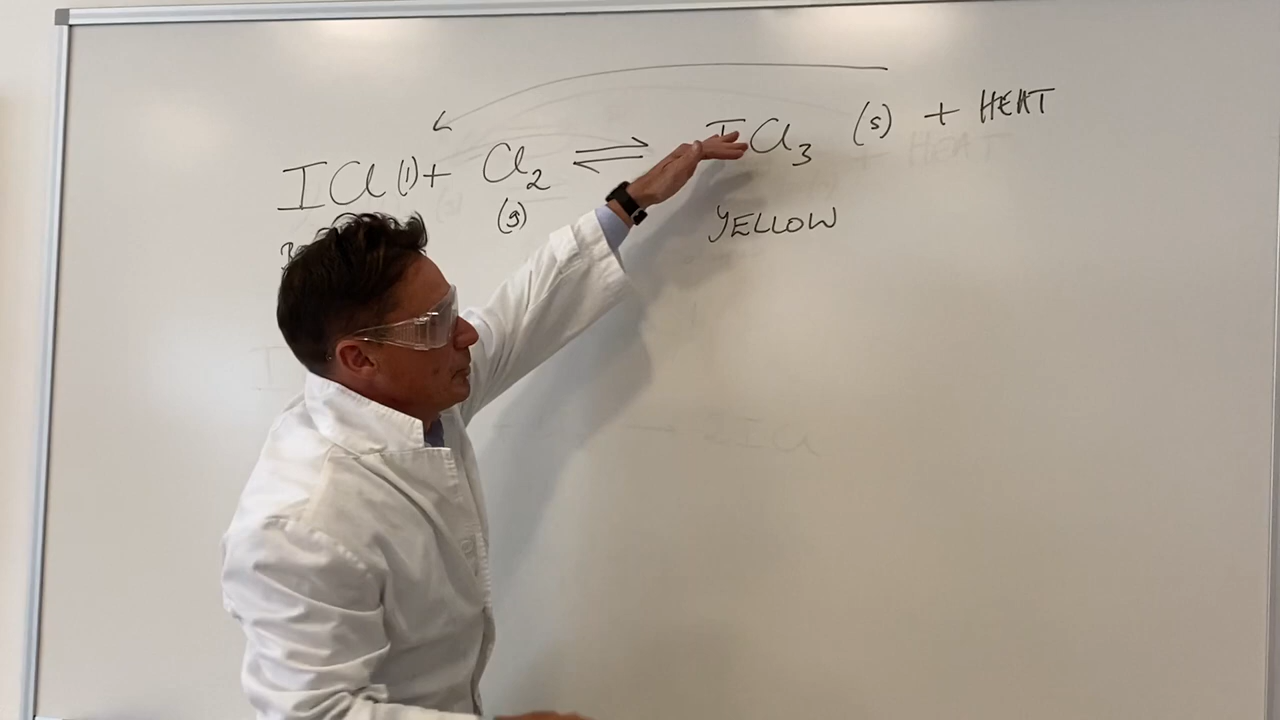 ICl(l) + Cl₂ ⇌ ICl₃ (s) + HEAT
(g)
YELLOW